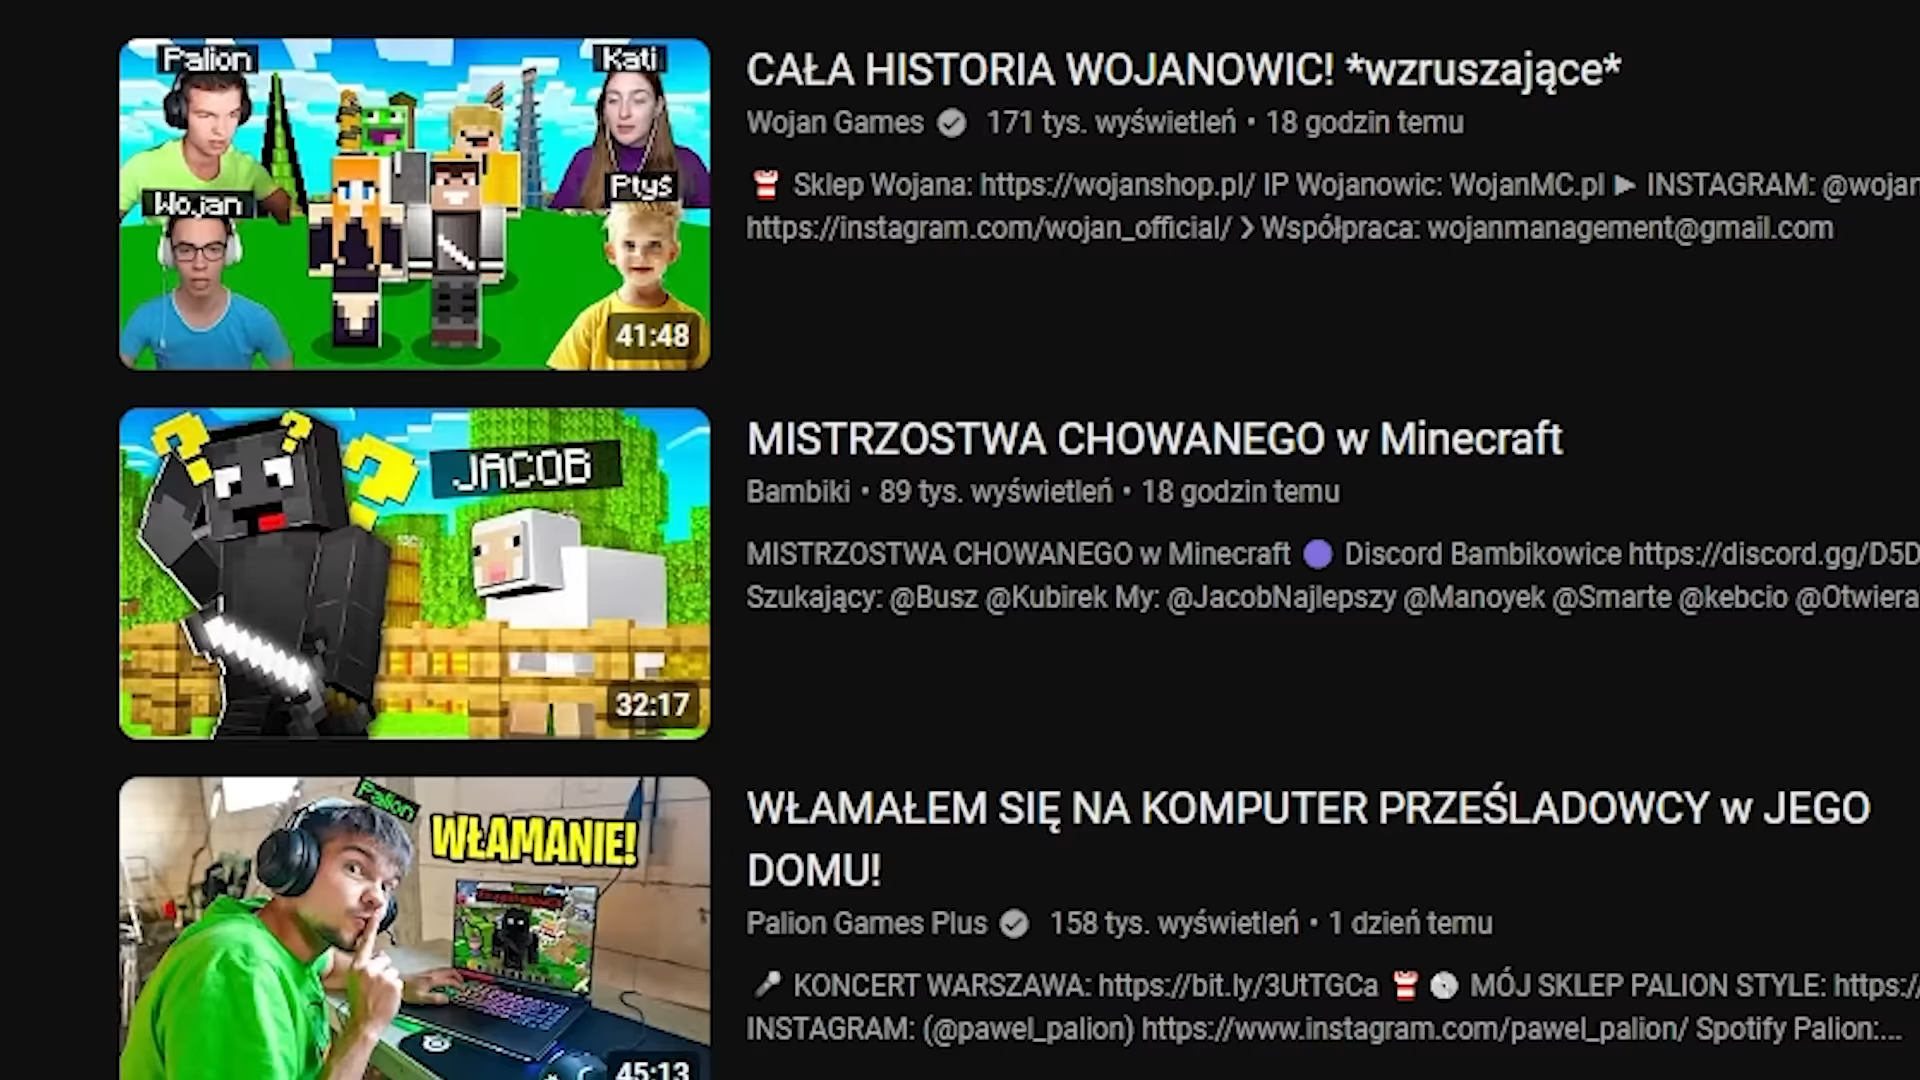 Palion
Kati
Wojan
Ptyś
41:48
CAŁA HISTORIA WOJANOWIC! *wzruszające*
Wojan Games 171 tys. wyświetleń • 18 godzin temu
Sklep Wojana: https://wojanshop.pl/ IP Wojanowic: WojanMC.pl ▶ INSTAGRAM: @wojan
https://instagram.com/wojan_official/ ❯ Współpraca: wojanmanagement@gmail.com
JACOB
32:17
MISTRZOSTWA CHOWANEGO w Minecraft
Bambiki • 89 tys. wyświetleń • 18 godzin temu
MISTRZOSTWA CHOWANEGO w Minecraft 🟣 Discord Bambikowice https://discord.gg/D5D
Szukający: @Busz @Kubirek My: @JacobNajlepszy @Manoyek @Smarte @kebcio @Otwiera
Palion
WŁAMANIE!
45:13
WŁAMAŁEM SIĘ NA KOMPUTER PRZEŚLADOWCY w JEGO
DOMU!
Palion Games Plus 158 tys. wyświetleń • 1 dzień temu
🎤 KONCERT WARSZAWA: https://bit.ly/3UtTGCa MÓJ SKLEP PALION STYLE: https:/
INSTAGRAM: (@pawel_palion) https://www.instagram.com/pawel_palion/ Spotify Palion:...